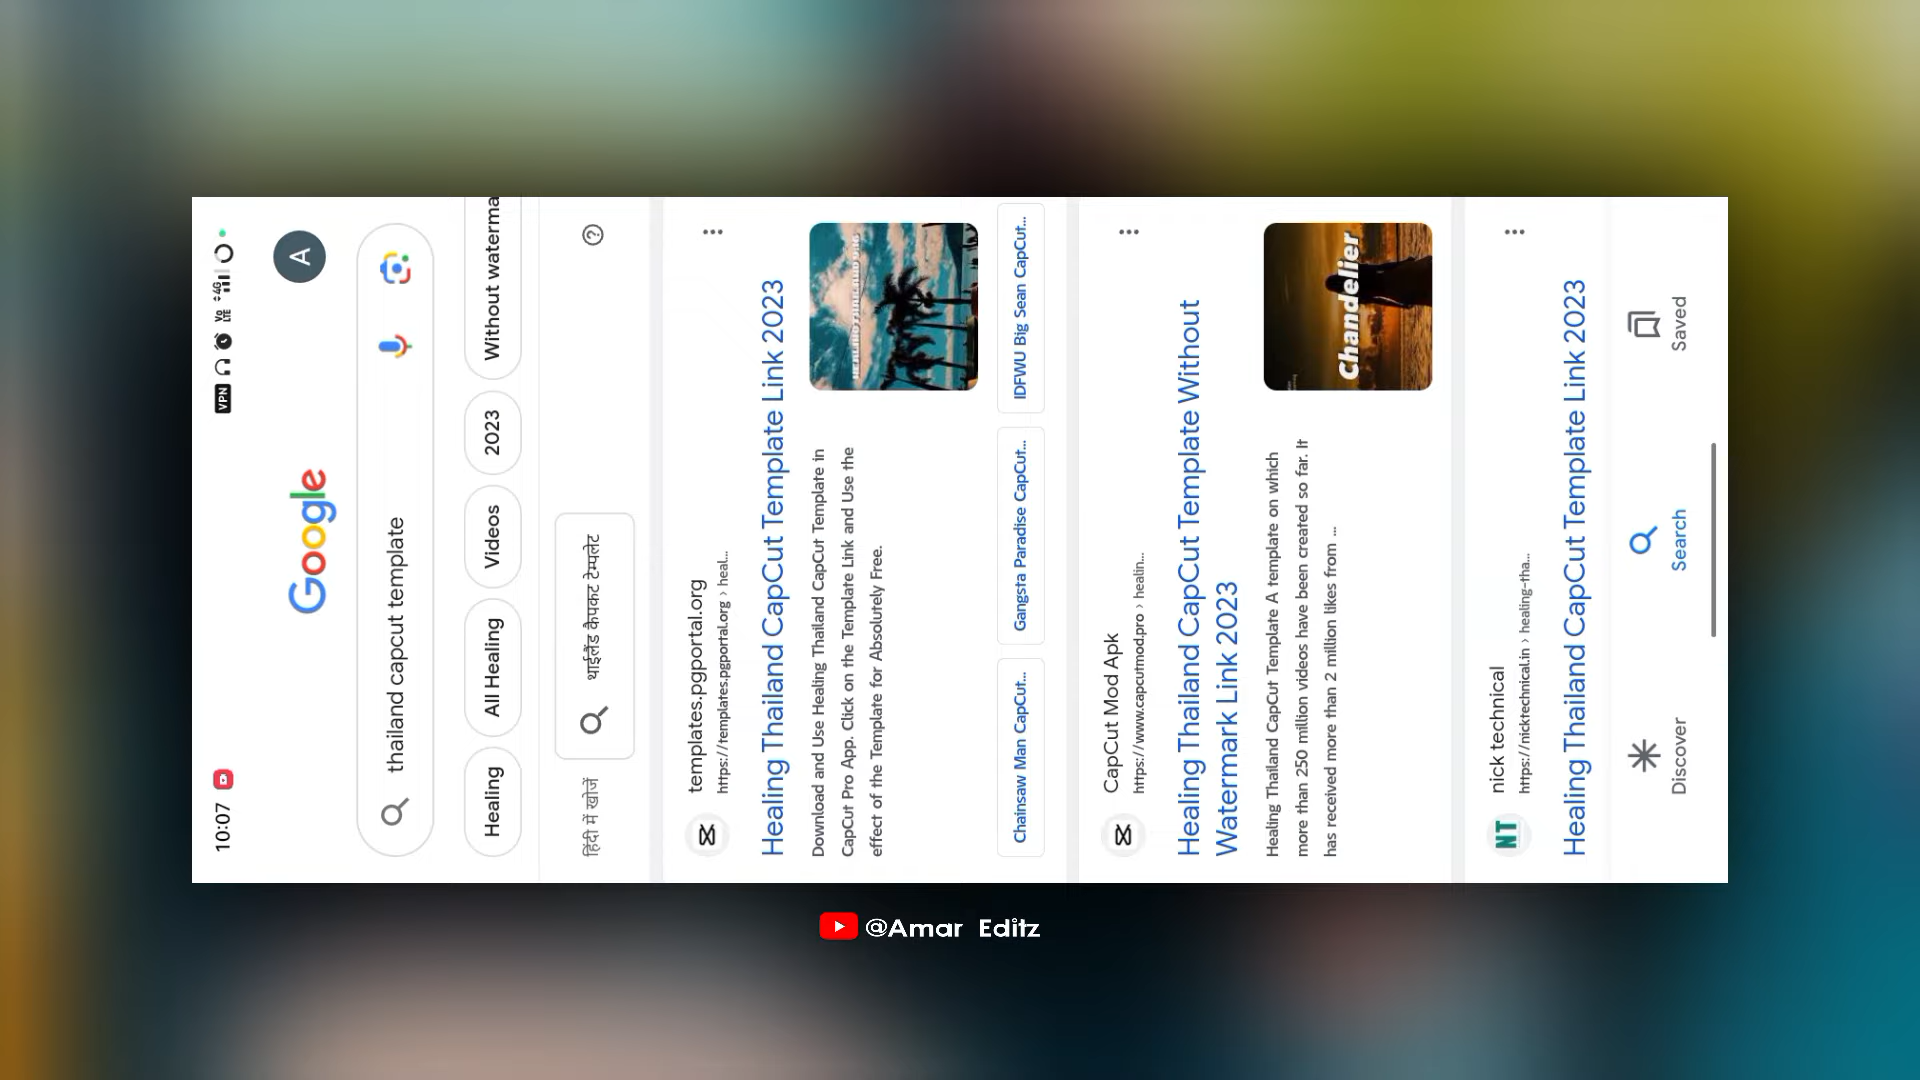 10:07
VPN
Vo LTE
4G
Google
A
thailand capcut template
Healing
All Healing
Videos
2023
Without waterma
हिंदी में खोजें
थाईलैंड कैपकट टेम्पलेट
templates.pgportal.org
https://templates.pgportal.org › heal...
Healing Thailand CapCut Template Link 2023
Download and Use Healing Thailand CapCut Template in
CapCut Pro App. Click on the Template Link and Use the
effect of the Template for Absolutely Free.
Chainsaw Man CapCut...
Gangsta Paradise CapCut...
IDFWU Big Sean CapCut...
CapCut Mod Apk
https://www.capcutmod.pro › healin...
Healing Thailand CapCut Template Without
Watermark Link 2023
Healing Thailand CapCut Template A template on which
more than 250 million videos have been created so far. It
has received more than 2 million likes from ...
Chandelier
NT
nick technical
https://nicktechnical.in › healing-tha...
Healing Thailand CapCut Template Link 2023
Discover
Search
Saved
@Amar Editz